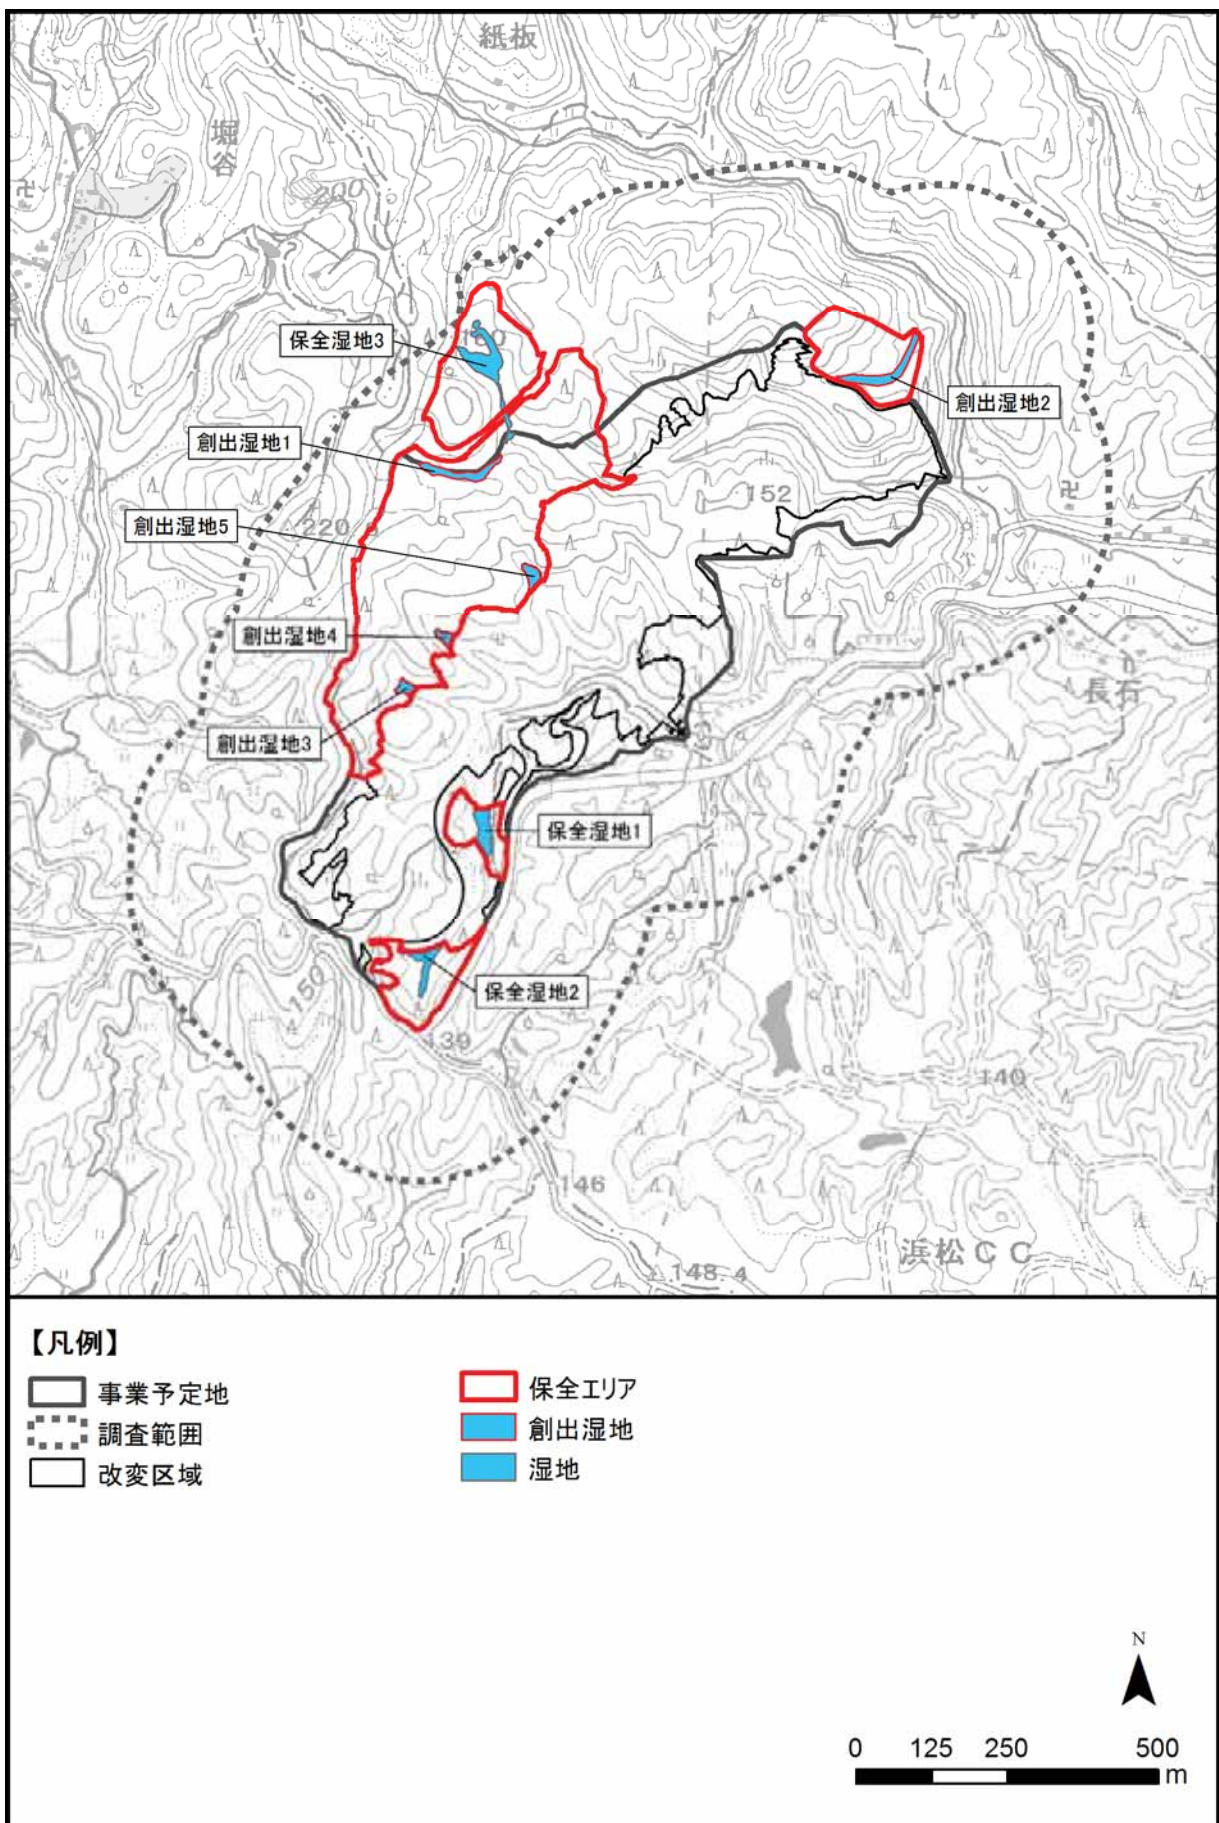 紙板
堀谷
200
保全湿地3
創出湿地2
創出湿地1
152
創出湿地5
220
創出湿地4
長石
創出湿地3
保全湿地1
保全湿地2
150
139
140
146
浜松CC
148.4
【凡例】
事業予定地
調査範囲
改変区域
保全エリア
創出湿地
湿地
N
0 125 250 500
m